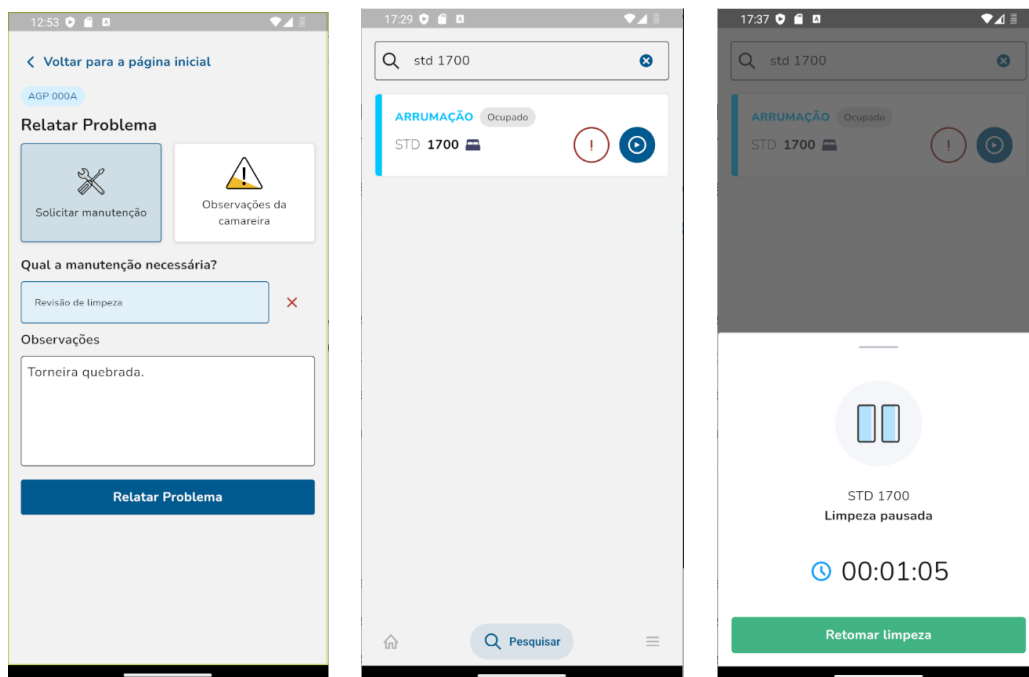 12:53
Voltar para a página inicial
AGP 000A
Relatar Problema
Solicitar manutenção
Observações da
camareira
Qual a manutenção necessária?
Revisão de limpeza
Observações
Torneira quebrada.
Relatar Problema
17:29
std 1700
ARRUMAÇÃO Ocupado
STD 1700
Pesquisar
17:37
std 1700
ARRUMAÇÃO Ocupado
STD 1700
STD 1700
Limpeza pausada
00:01:05
Retomar limpeza